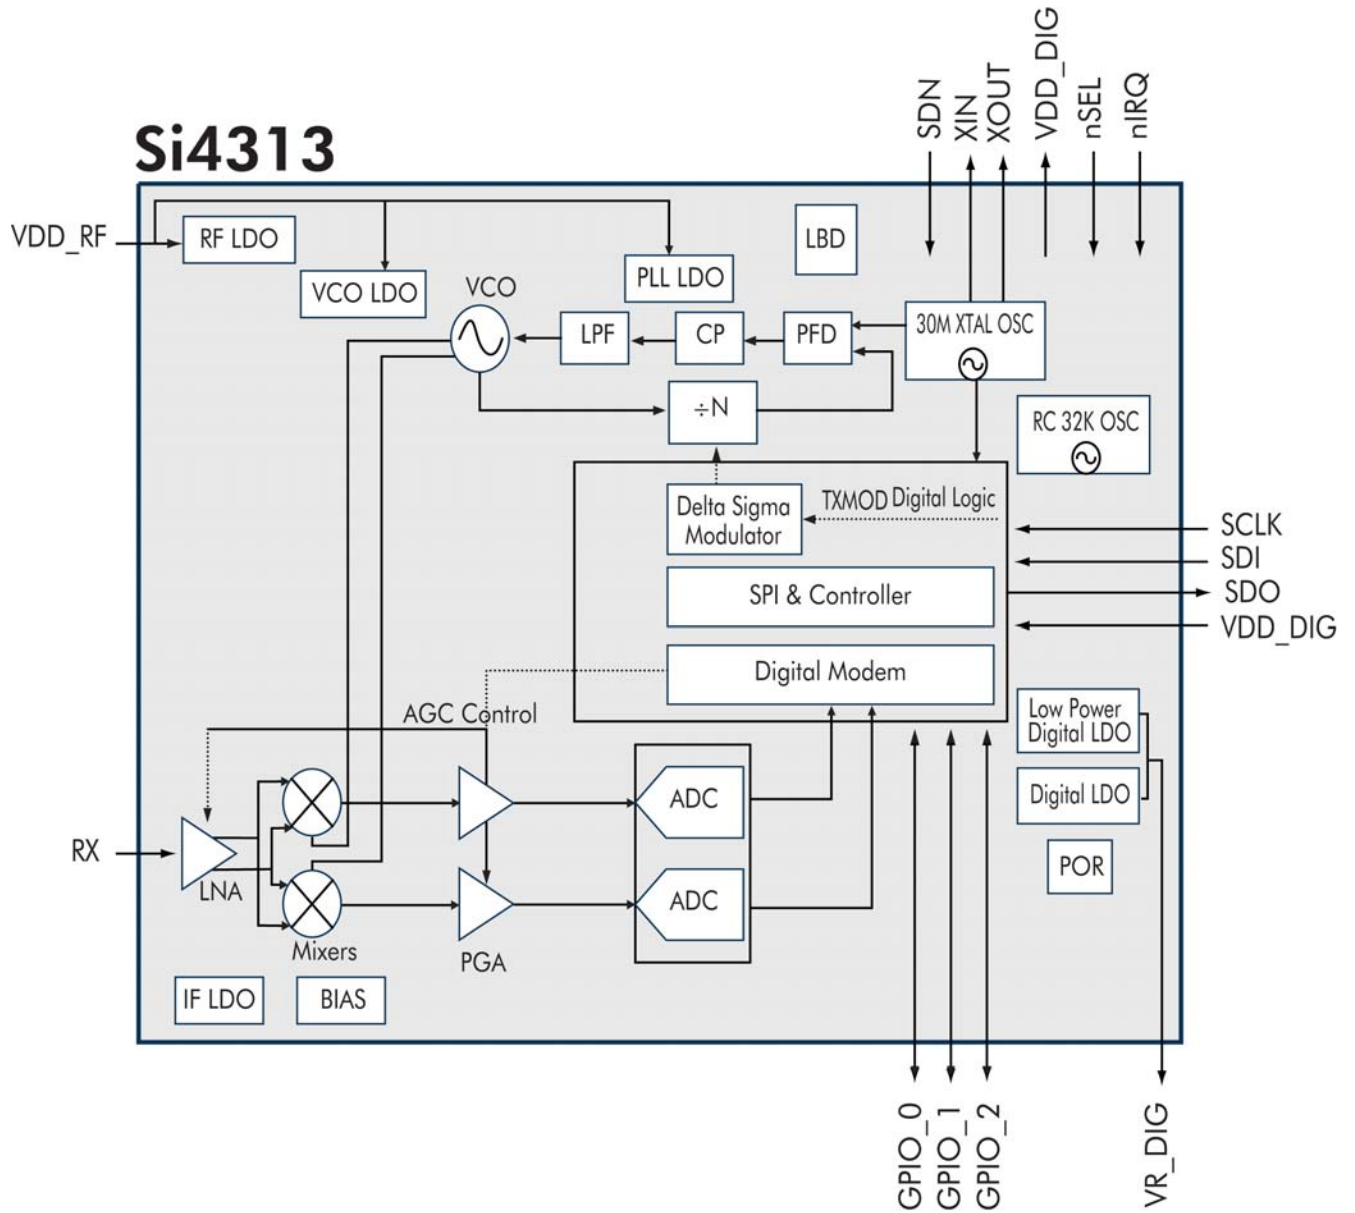 SDN
XIN
XOUT
VDD_DIG
nSEL
nIRQ
Si4313
VDD_RF
RF LDO
VCO LDO
VCO
PLL LDO
LBD
LPF
CP
PFD
30M XTAL OSC
÷N
RC 32K OSC
Delta Sigma
Modulator
TXMOD
Digital Logic
SCLK
SDI
SDO
VDD_DIG
SPI & Controller
Digital Modem
AGC Control
Low Power
Digital LDO
Digital LDO
POR
RX
LNA
Mixers
PGA
ADC
ADC
IF LDO
BIAS
GPIO_0
GPIO_1
GPIO_2
VR_DIG